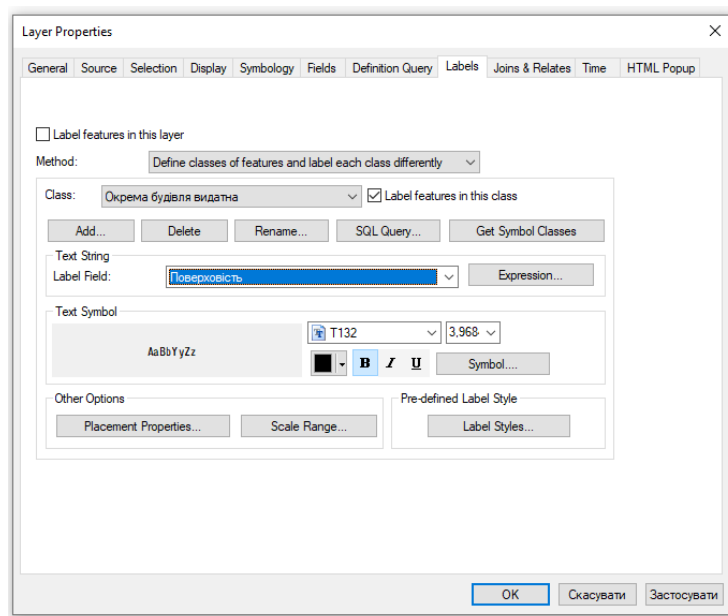 Layer Properties
General Source Selection Display Symbology Fields Definition Query Labels Joins & Relates Time HTML Popup
Label features in this layer
Method: Define classes of features and label each class differently
Class: Окрема будівля видатна Label features in this class
Add... Delete Rename... SQL Query... Get Symbol Classes
Text String
Label Field: Поверховість Expression...
Text Symbol
AaBbYyZz
T132 3,968
B I U Symbol....
Other Options Pre-defined Label Style
Placement Properties... Scale Range... Label Styles...
OK Скасувати Застосувати